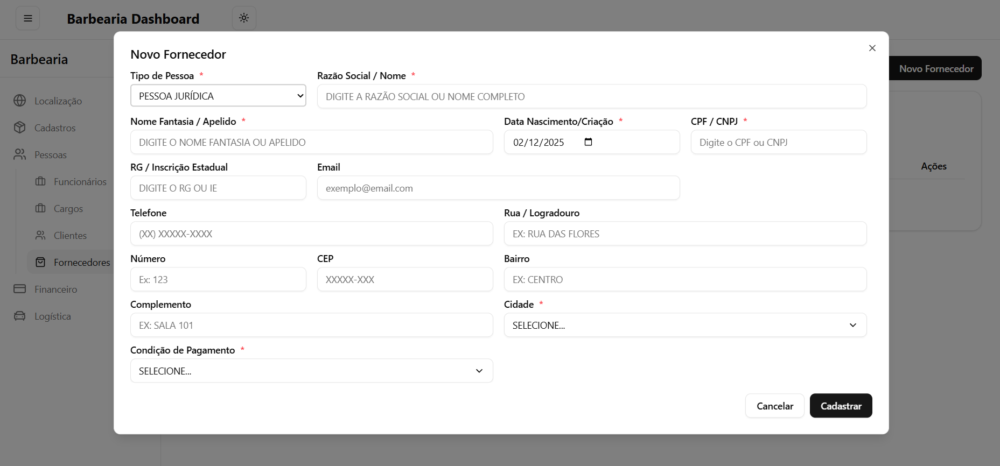 Barbearia Dashboard
Barbearia
Localização
Cadastros
Pessoas
Funcionários
Cargos
Clientes
Fornecedores
Financeiro
Logística
Novo Fornecedor
Ações
Novo Fornecedor
Tipo de Pessoa * Razão Social / Nome *
PESSOA JURÍDICA DIGITE A RAZÃO SOCIAL OU NOME COMPLETO
Nome Fantasia / Apelido * Data Nascimento/Criação * CPF / CNPJ *
DIGITE O NOME FANTASIA OU APELIDO 02/12/2025 Digite o CPF ou CNPJ
RG / Inscrição Estadual Email
DIGITE O RG OU IE exemplo@email.com
Telefone Rua / Logradouro
(XX) XXXXX-XXXX EX: RUA DAS FLORES
Número CEP Bairro
Ex: 123 XXXXX-XXX EX: CENTRO
Complemento Cidade *
EX: SALA 101 SELECIONE...
Condição de Pagamento *
SELECIONE...
Cancelar Cadastrar